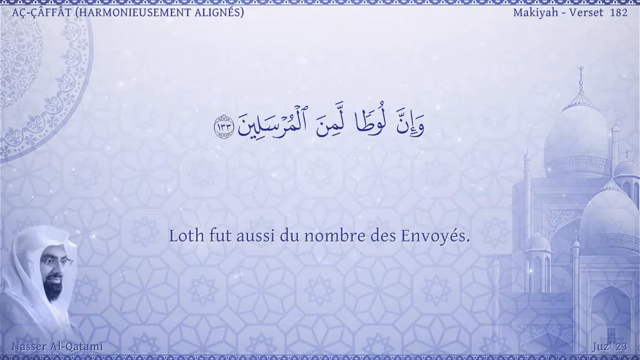 AÇ-ÇÂFFÂT (HARMONIEUSEMENT ALIGNÉS)
Makiyah - Verset 182
وَإِنَّ لُوطًا لَّمِنَ الْمُرْسَلِينَ ١٣٣
Loth fut aussi du nombre des Envoyés.
Nasser Al-Qatami
Juz' 23